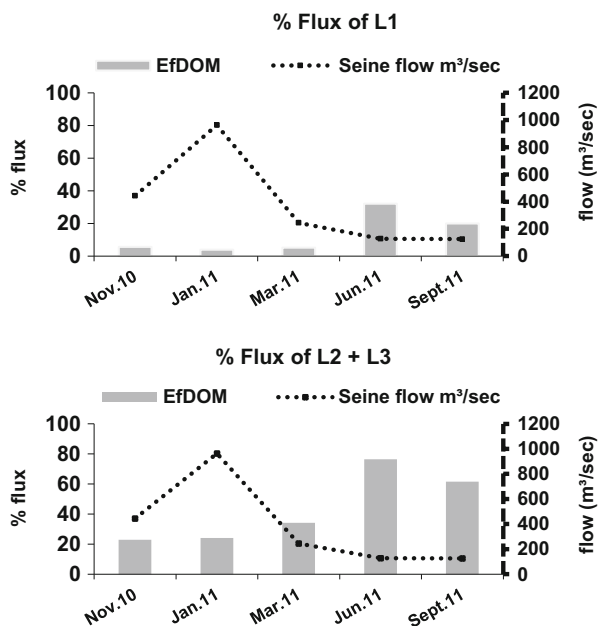 % Flux of L1
EfDOM Seine flow m³/sec
100 1200
80 1000
60 800
40 600
20 400
0 200
0
% flux
flow (m³/sec)
Nov.10 Jan.11 Mar.11 Jun.11 Sept.11
% Flux of L2 + L3
EfDOM Seine flow m³/sec
100 1200
80 1000
60 800
40 600
20 400
0 200
0
% flux
flow (m³/sec)
Nov.10 Jan.11 Mar.11 Jun.11 Sept.11